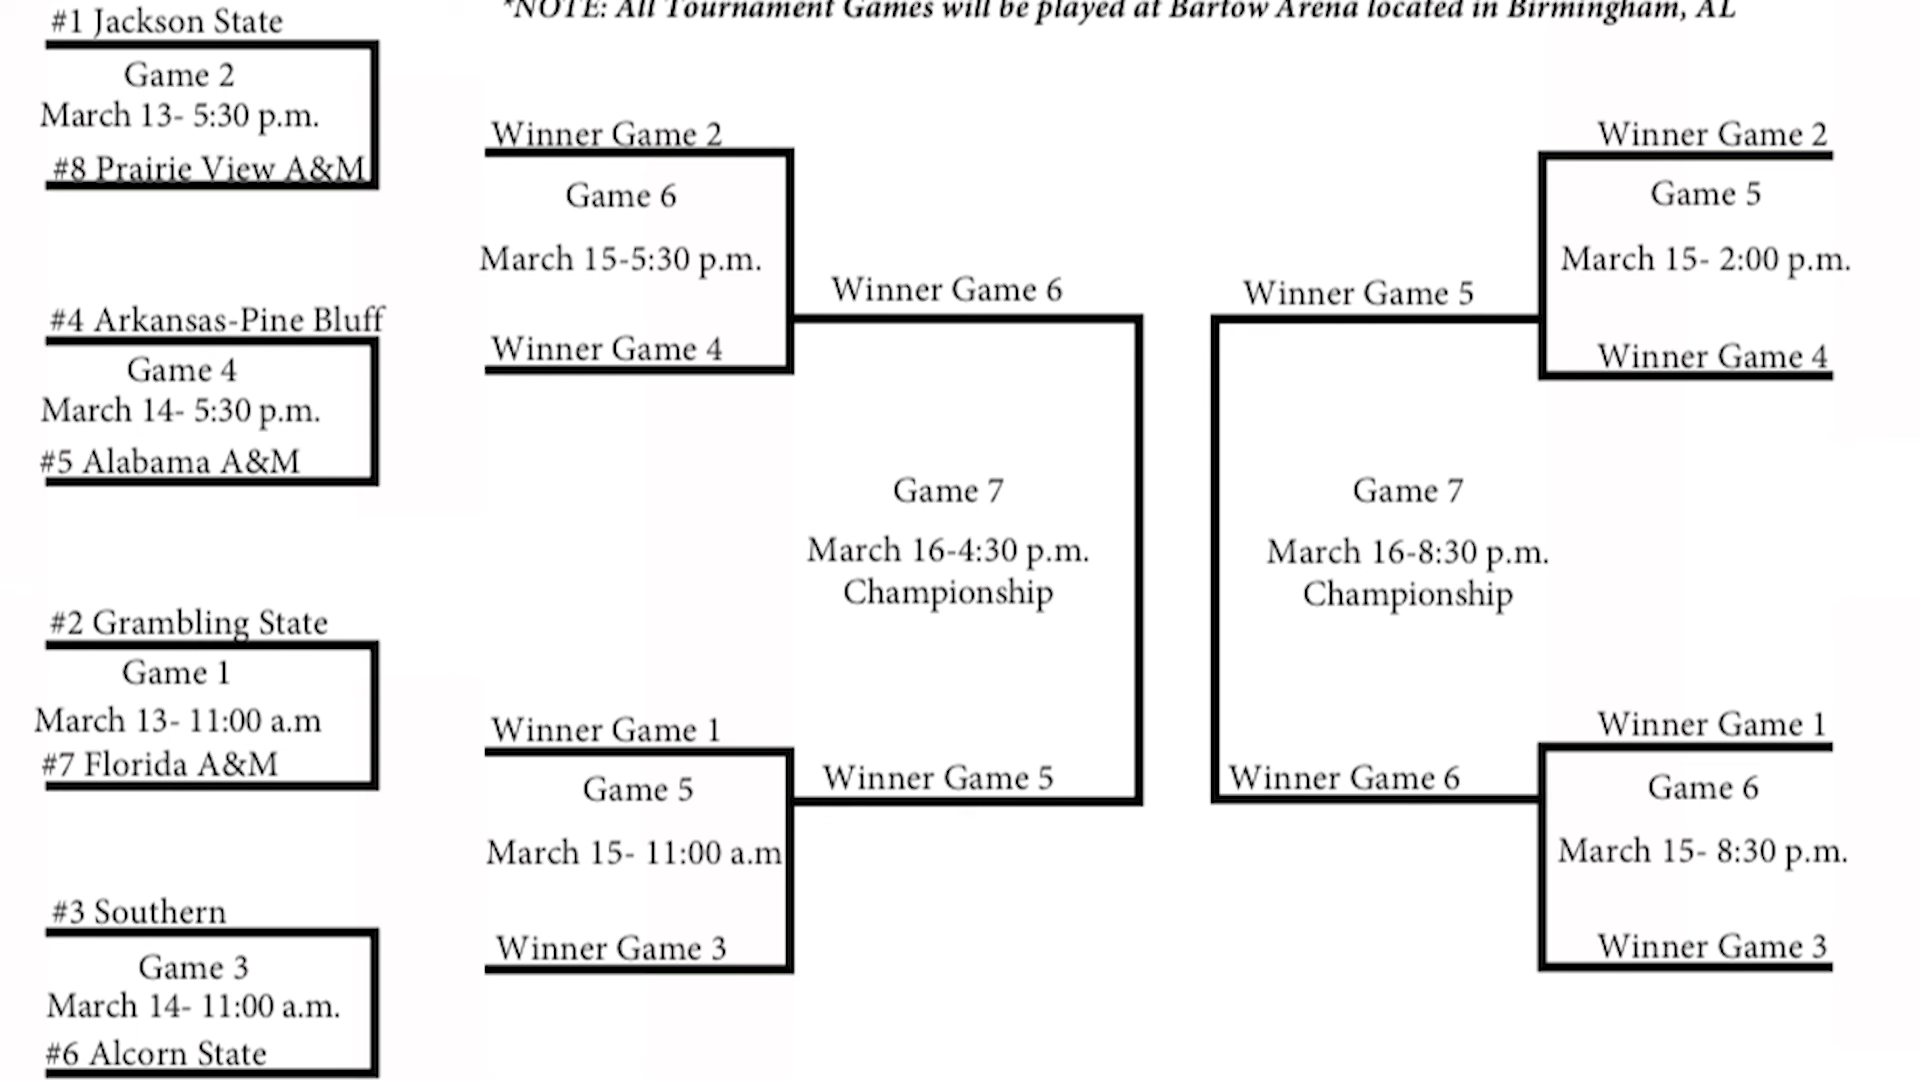 *NOTE: All Tournament Games will be played at Bartow Arena located in Birmingham, AL
#1 Jackson State
Game 2
March 13- 5:30 p.m.
#8 Prairie View A&M
#4 Arkansas-Pine Bluff
Game 4
March 14- 5:30 p.m.
#5 Alabama A&M
#2 Grambling State
Game 1
March 13- 11:00 a.m
#7 Florida A&M
#3 Southern
Game 3
March 14- 11:00 a.m.
#6 Alcorn State
Winner Game 2
Game 6
March 15-5:30 p.m.
Winner Game 4
Winner Game 1
Game 5
March 15- 11:00 a.m
Winner Game 3
Winner Game 6
Game 7
March 16-4:30 p.m.
Championship
Winner Game 5
Winner Game 5
Game 7
March 16-8:30 p.m.
Championship
Winner Game 6
Winner Game 2
Game 5
March 15- 2:00 p.m.
Winner Game 4
Winner Game 1
Game 6
March 15- 8:30 p.m.
Winner Game 3